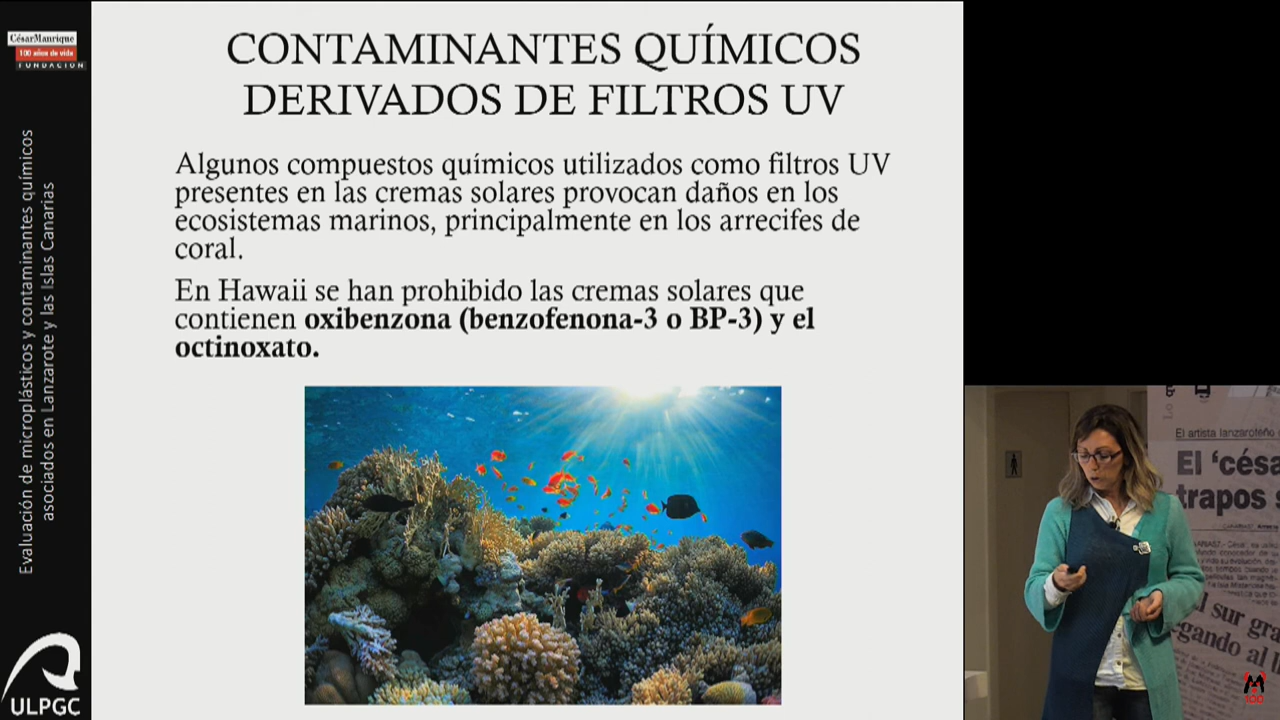 CésarManrique
100 años de vida
FUNDACIÓN
Evaluación de microplásticos y contaminantes químicos
asociados en Lanzarote y las Islas Canarias
ULPGC
CONTAMINANTES QUÍMICOS
DERIVADOS DE FILTROS UV
Algunos compuestos químicos utilizados como filtros UV
presentes en las cremas solares provocan daños en los
ecosistemas marinos, principalmente en los arrecifes de
coral.
En Hawaii se han prohibido las cremas solares que
contienen oxibenzona (benzofenona-3 o BP-3) y el
octinoxato.
El artista lanzaroteño
El ‘césa
trapos s
l sur gra
egando al l
100